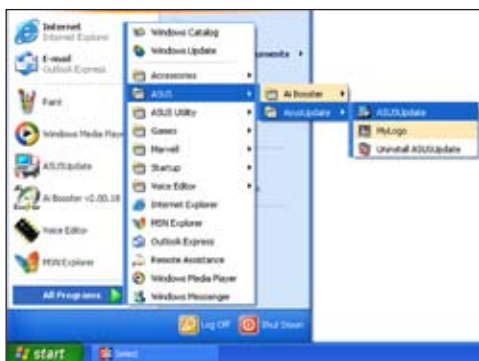 Internet
Internet Explorer
E-mail
Outlook Express
Paint
Windows Media Play
ASUSUpdate
Ai Booster v2.00.18
Voice Editor
MSN Explorer
All Programs
Windows Catalog
Windows Update
Accessories
ASUS
ASUS Utility
Games
Marvell
Startup
Voice Editor
Internet Explorer
MSN Explorer
Outlook Express
Remote Assistance
Windows Media Player
Windows Messenger
uments
Ai Booster
AsusUpdate
ASUSUpdate
MyLogo
Uninstall ASUSUpdate
Log Off
Shut Down
start